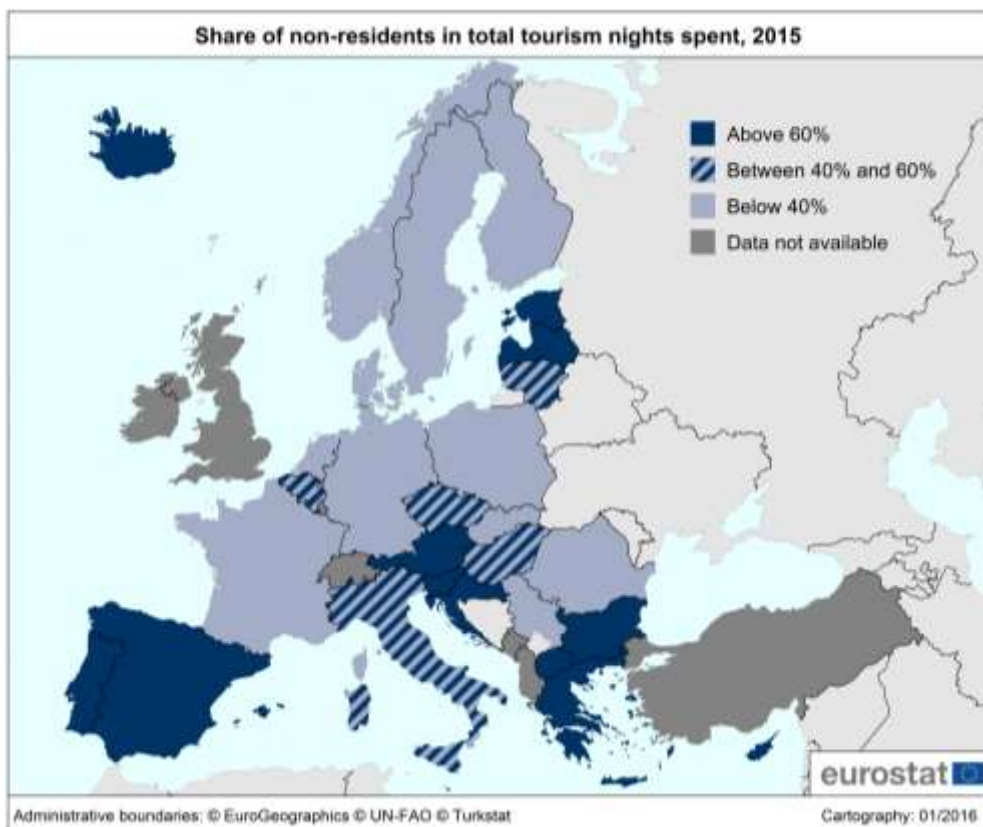 Share of non-residents in total tourism nights spent, 2015
Above 60%
Between 40% and 60%
Below 40%
Data not available
eurostat
Administrative boundaries: © EuroGeographics © UN-FAO © Turkstat
Cartography: 01/2016